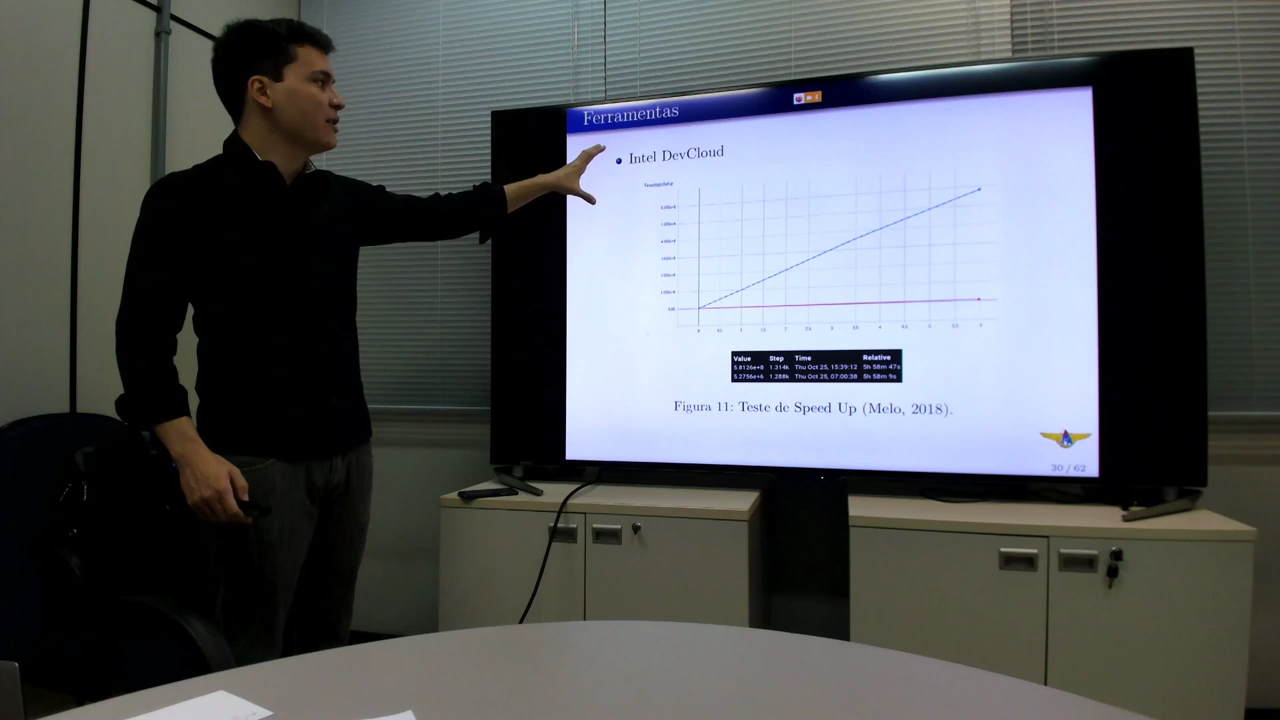 Ferramentas
Intel DevCloud
Value Step Time Relative
5.8126e+8 1.314k Thu Oct 25, 15:39:12 5h 58m 47s
5.2756e+6 1.288k Thu Oct 25, 07:00:38 5h 58m 9s
Figura 11: Teste de Speed Up (Melo, 2018).
30 / 62